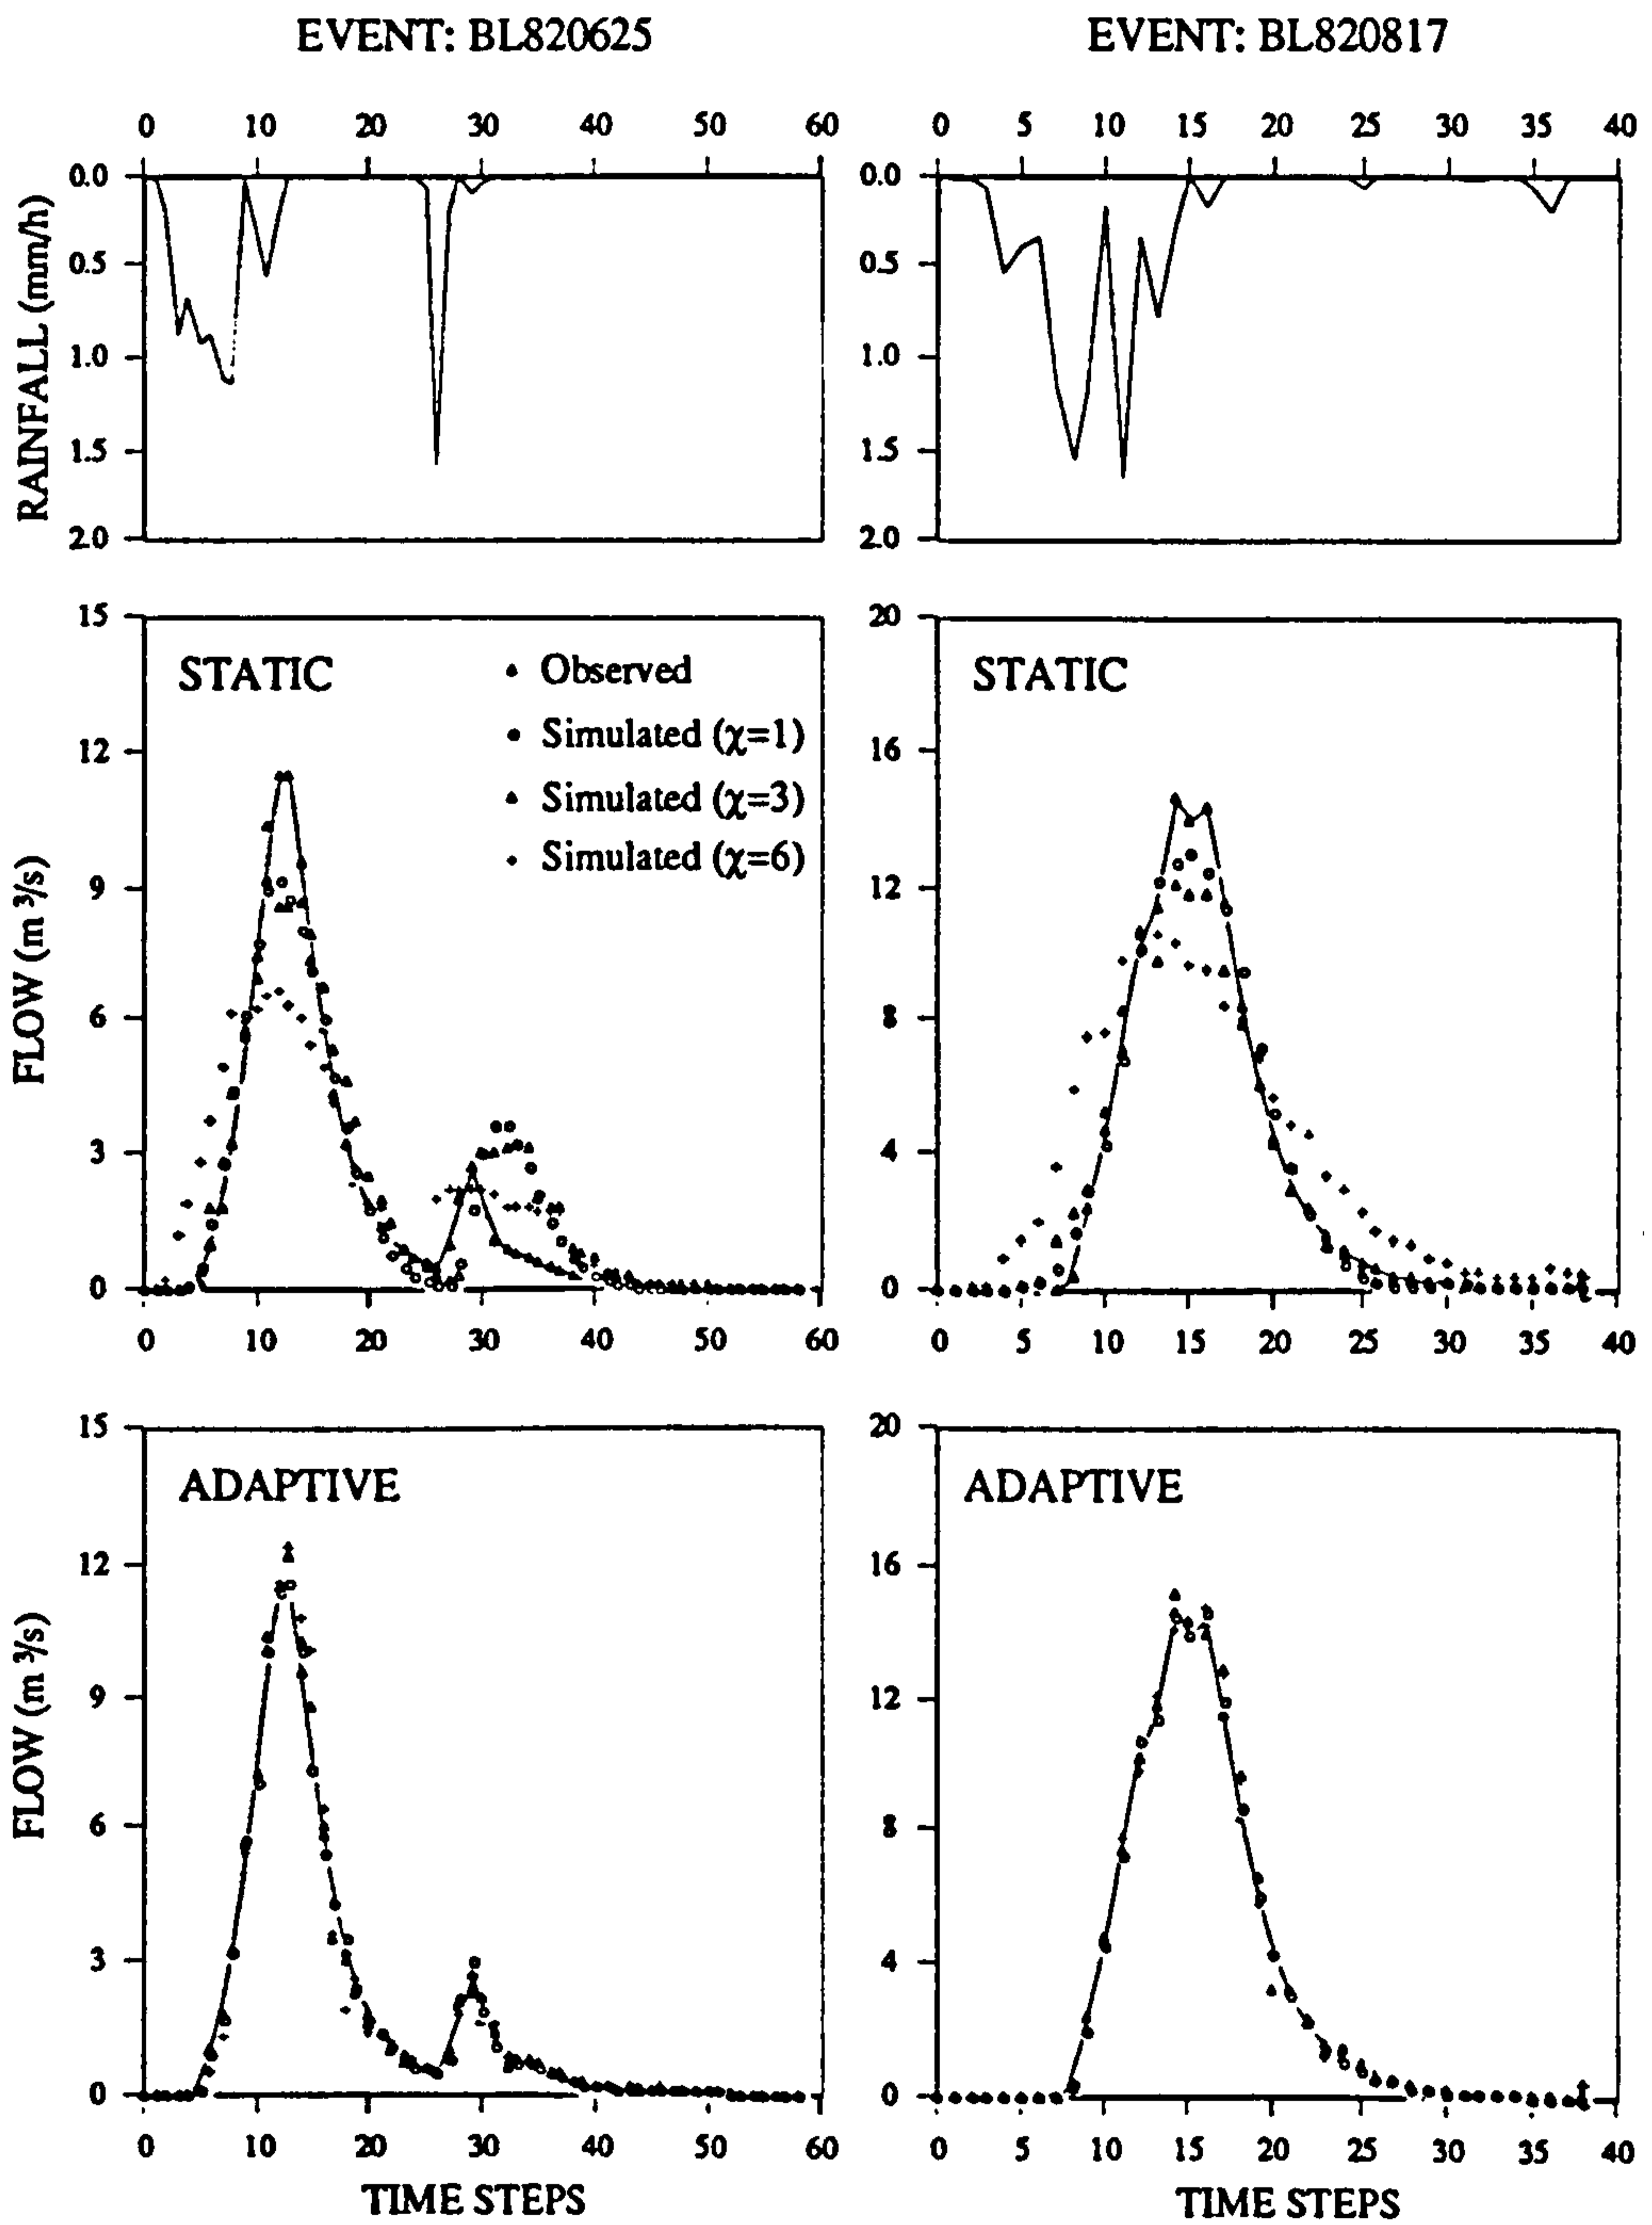 EVENT: BL820625 EVENT: BL820817
0 10 20 30 40 50 60 0 5 10 15 20 25 30 35 40
RAINFALL (mm/h)
0.0 0.5 1.0 1.5 2.0
0.0 0.5 1.0 1.5 2.0
FLOW (m³/s)
15 12 9 6 3 0
STATIC
Observed
Simulated (χ=1)
Simulated (χ=3)
Simulated (χ=6)
0 10 20 30 40 50 60
20 16 12 8 4 0
STATIC
0 5 10 15 20 25 30 35 40
FLOW (m³/s)
15 12 9 6 3 0
ADAPTIVE
0 10 20 30 40 50 60
TIME STEPS
20 16 12 8 4 0
ADAPTIVE
0 5 10 15 20 25 30 35 40
TIME STEPS